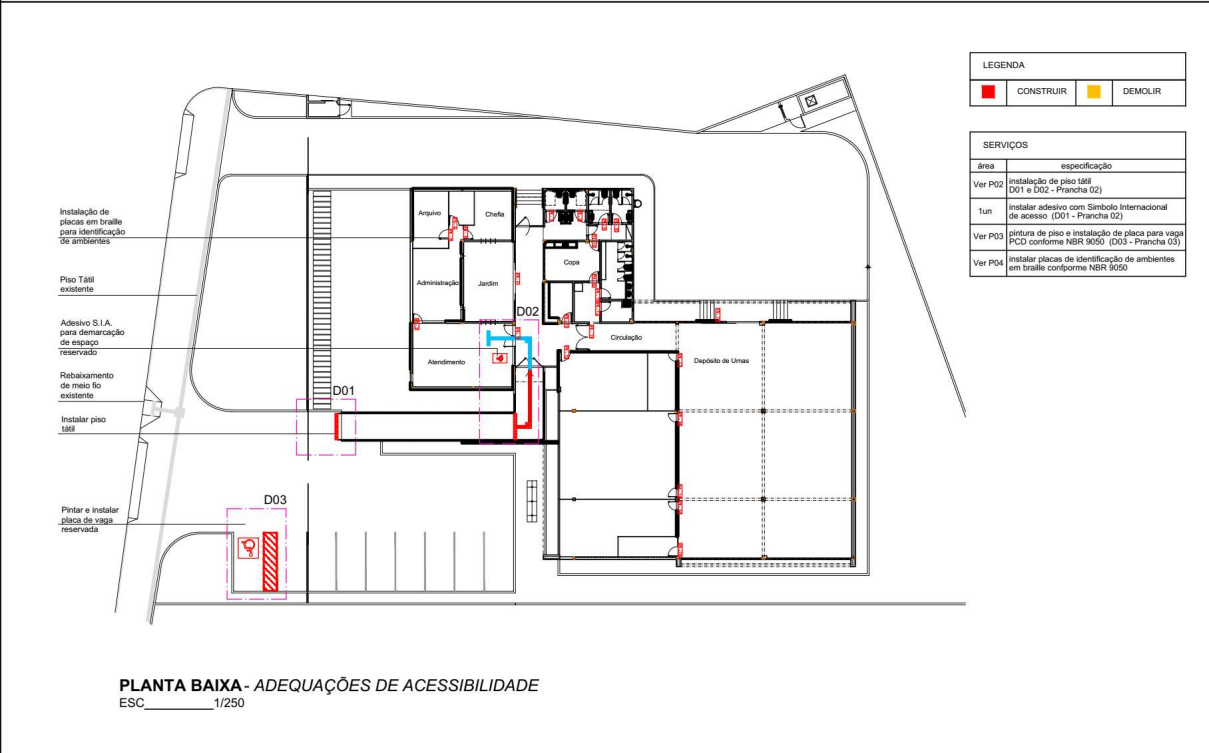 LEGENDA
CONSTRUIR
DEMOLIR
SERVIÇOS
área
especificação
Ver P02
instalação de piso tátil
D01 e D02 - Prancha 02)
1un
instalar adesivo com Simbolo Internacional
de acesso (D01 - Prancha 02)
Ver P03
pintura de piso e instalação de placa para vaga
PCD conforme NBR 9050 (D03 - Prancha 03)
Ver P04
instalar placas de identificação de ambientes
em braille confporme NBR 9050
Instalação de
placas em braille
para identificação
de ambientes
Piso Tátil
existente
Adesivo S.I.A.
para demarcação
de espaço
reservado
Rebaixamento
de meio fio
existente
Instalar piso
tátil
Pintar e instalar
placa de vaga
reservada
Arquivo
Chefia
Administração
Jardim
Copa
D02
Circulação
Atendimento
Depósito de Urnas
D01
D03
PLANTA BAIXA - ADEQUAÇÕES DE ACESSIBILIDADE
ESC__________1/250